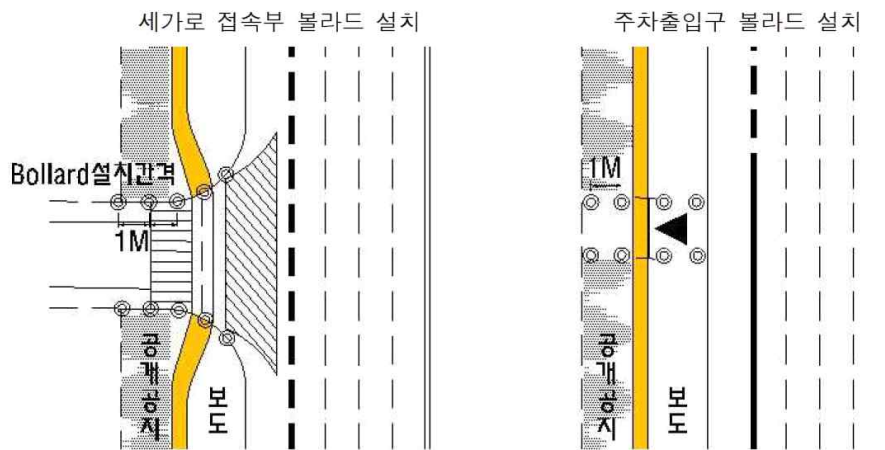 세가로 접속부 볼라드 설치
Bollard설치간격
1M
공개공지
보도
주차출입구 볼라드 설치
1M
공개공지
보도